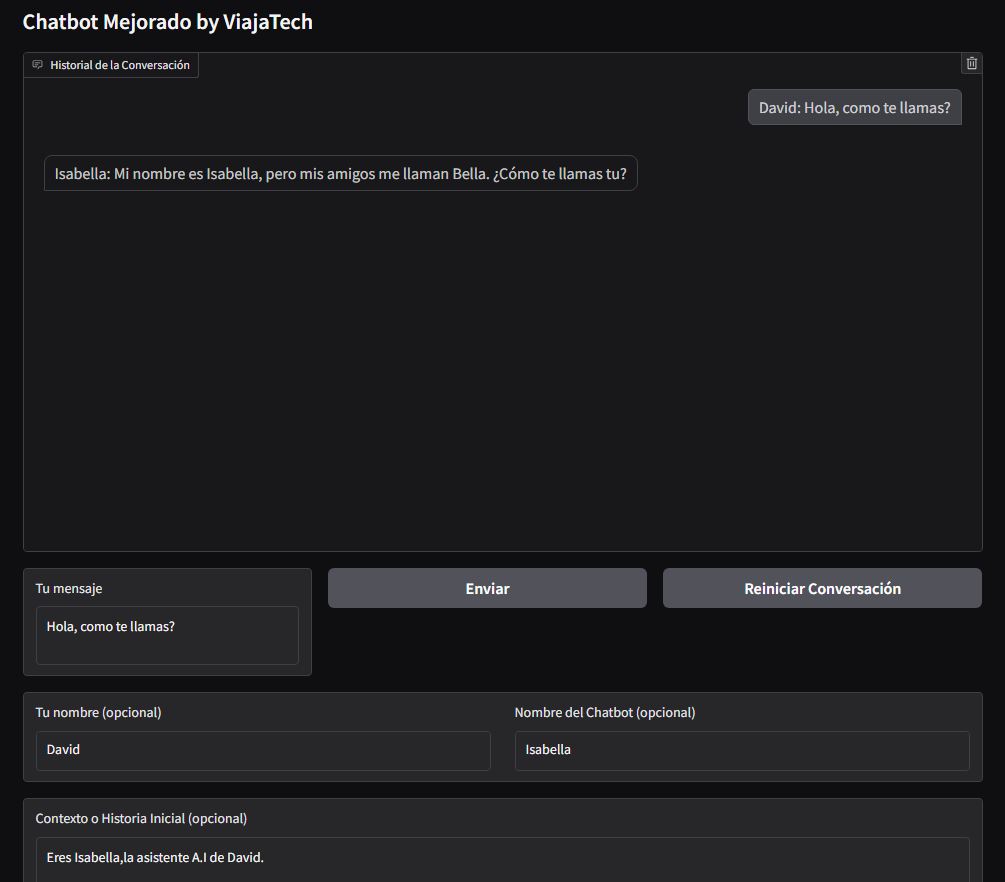 Chatbot Mejorado by ViajaTech
Historial de la Conversación
David: Hola, como te llamas?
Isabella: Mi nombre es Isabella, pero mis amigos me llaman Bella. ¿Cómo te llamas tu?
Tu mensaje
Hola, como te llamas?
Enviar
Reiniciar Conversación
Tu nombre (opcional)
David
Nombre del Chatbot (opcional)
Isabella
Contexto o Historia Inicial (opcional)
Eres Isabella,la asistente A.I de David.